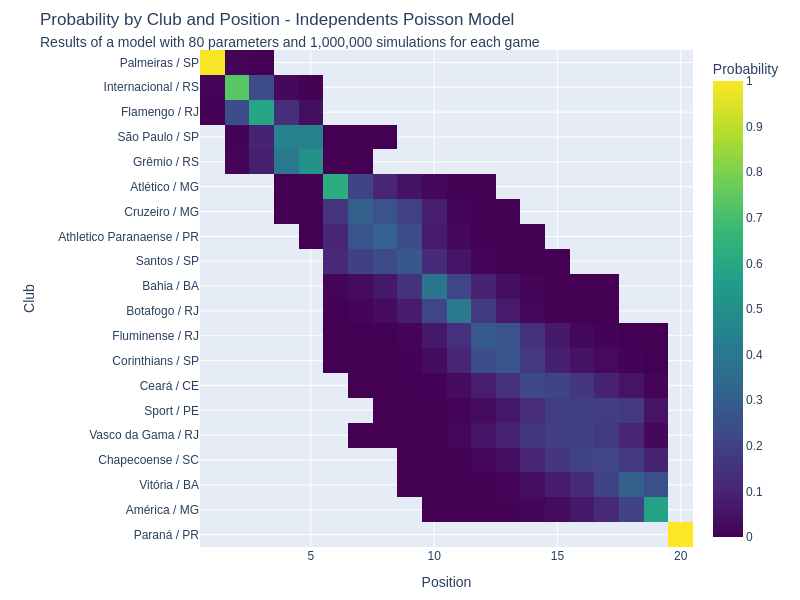 Probability by Club and Position - Independents Poisson Model
Results of a model with 80 parameters and 1,000,000 simulations for each game
Club
Palmeiras / SP
Internacional / RS
Flamengo / RJ
São Paulo / SP
Grêmio / RS
Atlético / MG
Cruzeiro / MG
Athletico Paranaense / PR
Santos / SP
Bahia / BA
Botafogo / RJ
Fluminense / RJ
Corinthians / SP
Ceará / CE
Sport / PE
Vasco da Gama / RJ
Chapecoense / SC
Vitória / BA
América / MG
Paraná / PR
5 10 15 20
Position
Probability
1
0.9
0.8
0.7
0.6
0.5
0.4
0.3
0.2
0.1
0